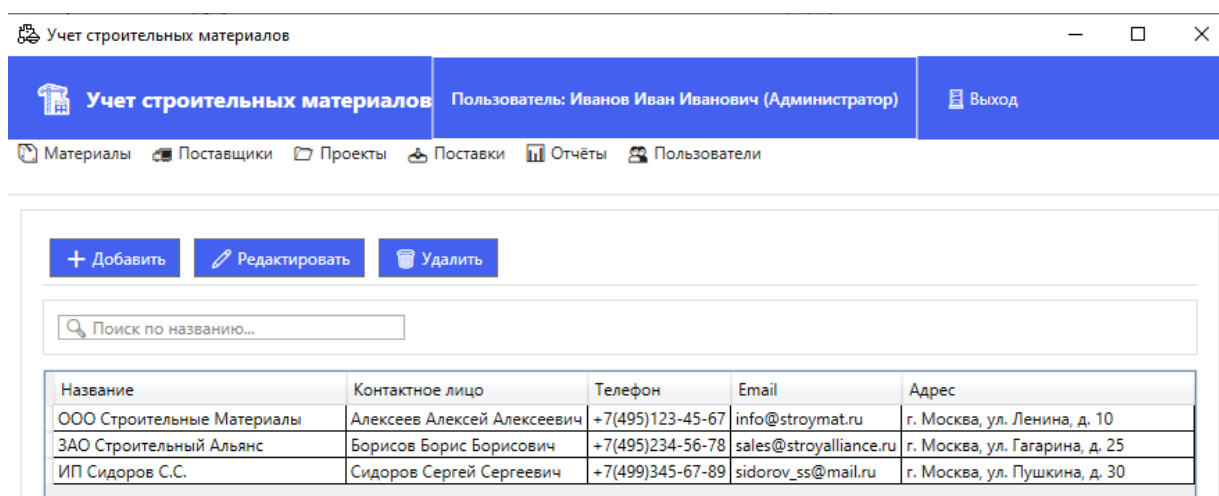 Учет строительных материалов
Учет строительных материалов Пользователь: Иванов Иван Иванович (Администратор) Выход
Материалы Поставщики Проекты Поставки Отчёты Пользователи
Добавить Редактировать Удалить
Поиск по названию...
Название Контактное лицо Телефон Email Адрес
ООО Строительные Материалы Алексеев Алексей Алексеевич +7(495)123-45-67 info@stroymat.ru г. Москва, ул. Ленина, д. 10
ЗАО Строительный Альянс Борисов Борис Борисович +7(495)234-56-78 sales@stroyalliance.ru г. Москва, ул. Гагарина, д. 25
ИП Сидоров С.С. Сидоров Сергей Сергеевич +7(499)345-67-89 sidorov_ss@mail.ru г. Москва, ул. Пушкина, д. 30